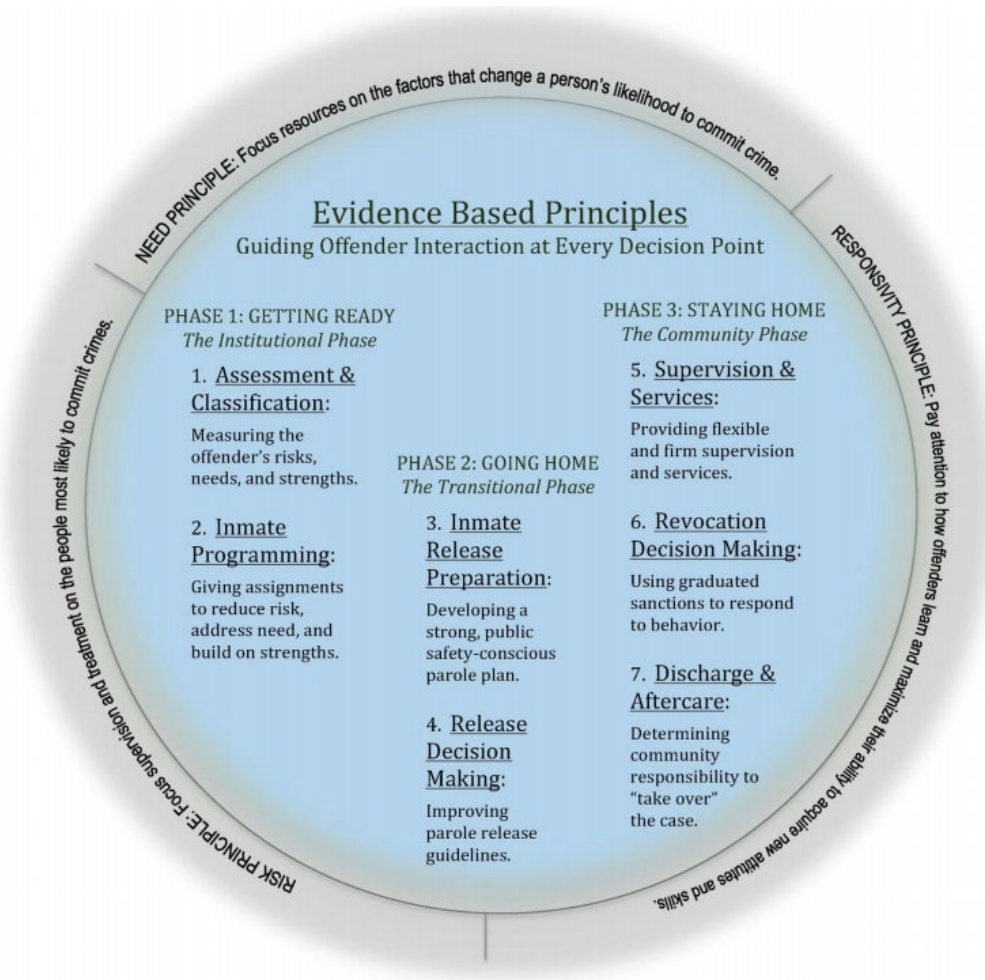 NEED PRINCIPLE: Focus resources on the factors that change a person's likelihood to commit crime.
RESPONSIVITY PRINCIPLE: Pay attention to how offenders learn and maximize their ability to acquire new attitudes and skills.
RISK PRINCIPLE: Focus supervision and treatment on the people most likely to commit crimes.
Evidence Based Principles
Guiding Offender Interaction at Every Decision Point
PHASE 1: GETTING READY
The Institutional Phase
1. Assessment &
Classification:
Measuring the
offender's risks,
needs, and strengths.
2. Inmate
Programming:
Giving assignments
to reduce risk,
address need, and
build on strengths.
PHASE 2: GOING HOME
The Transitional Phase
3. Inmate
Release
Preparation:
Developing a
strong, public
safety-conscious
parole plan.
4. Release
Decision
Making:
Improving
parole release
guidelines.
PHASE 3: STAYING HOME
The Community Phase
5. Supervision &
Services:
Providing flexible
and firm supervision
and services.
6. Revocation
Decision Making:
Using graduated
sanctions to respond
to behavior.
7. Discharge &
Aftercare:
Determining
community
responsibility to
"take over"
the case.